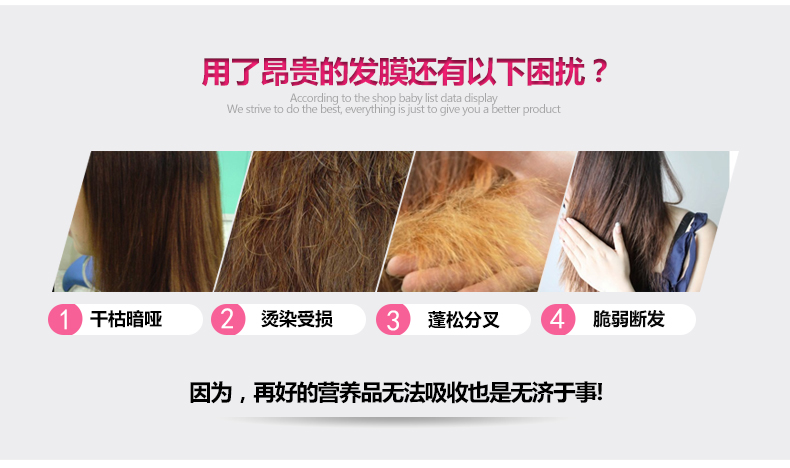 用了昂贵的发膜还有以下困扰？
According to the shop baby list data display
We strive to do the best, everything is just to give you a better product
1 干枯暗哑
2 烫染受损
3 蓬松分叉
4 脆弱断发
因为，再好的营养品无法吸收也是无济于事!